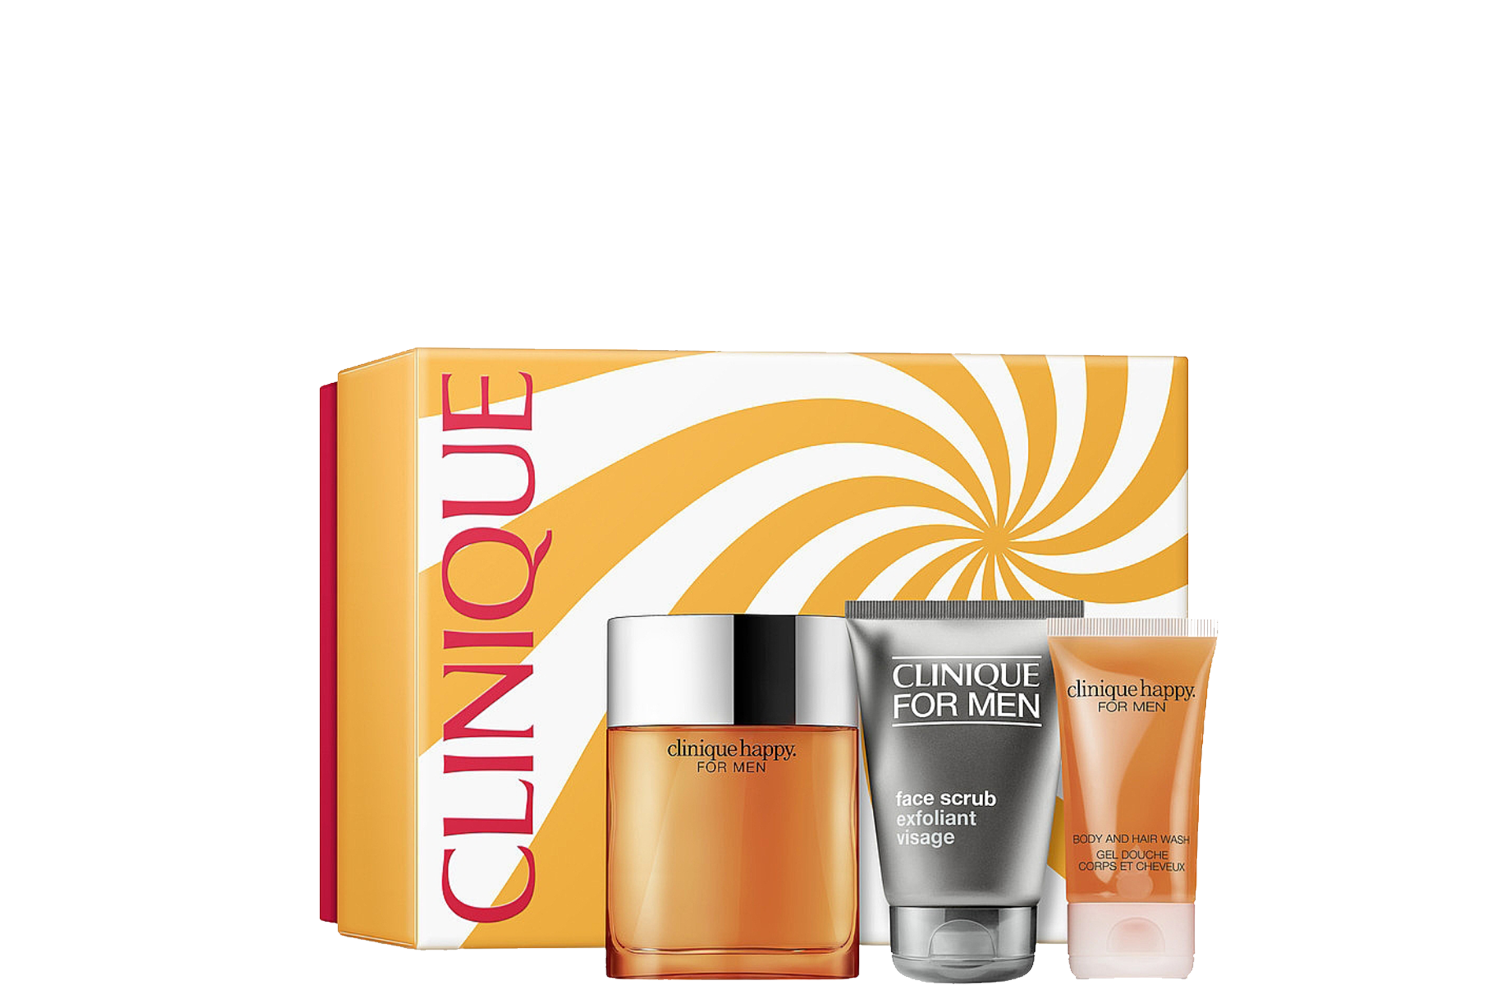 CLINIQUE
clinique happy.
FOR MEN
CLINIQUE
FOR MEN
face scrub
exfoliant
visage
clinique happy.
FOR MEN
BODY AND HAIR WASH
GEL DOUCHE
CORPS ET CHEVEUX